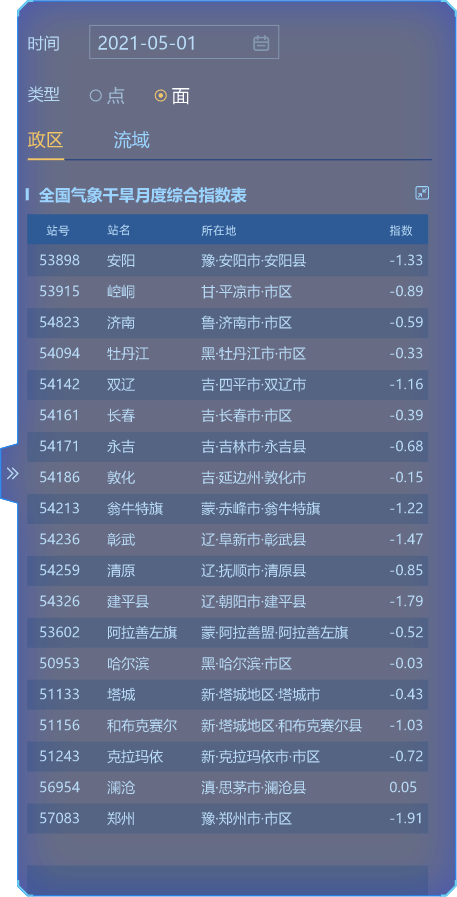 时间 2021-05-01
类型 点 面
政区 流域
全国气象干旱月度综合指数表
站号 站名 所在地 指数
53898 安阳 豫·安阳市·安阳县 -1.33
53915 崆峒 甘·平凉市·市区 -0.89
54823 济南 鲁·济南市·市区 -0.59
54094 牡丹江 黑·牡丹江市·市区 -0.33
54142 双辽 吉·四平市·双辽市 -1.16
54161 长春 吉·长春市·市区 -0.39
54171 永吉 吉·吉林市·永吉县 -0.68
54186 敦化 吉·延边州·敦化市 -0.15
54213 翁牛特旗 蒙·赤峰市·翁牛特旗 -1.22
54236 彰武 辽·阜新市·彰武县 -1.47
54259 清原 辽·抚顺市·清原县 -0.85
54326 建平县 辽·朝阳市·建平县 -1.79
53602 阿拉善左旗 蒙·阿拉善盟·阿拉善左旗 -0.52
50953 哈尔滨 黑·哈尔滨·市区 -0.03
51133 塔城 新·塔城地区·塔城市 -0.43
51156 和布克赛尔 新·塔城地区·和布克赛尔县 -1.03
51243 克拉玛依 新·克拉玛依市·市区 -0.72
56954 澜沧 滇·思茅市·澜沧县 0.05
57083 郑州 豫·郑州市·市区 -1.91